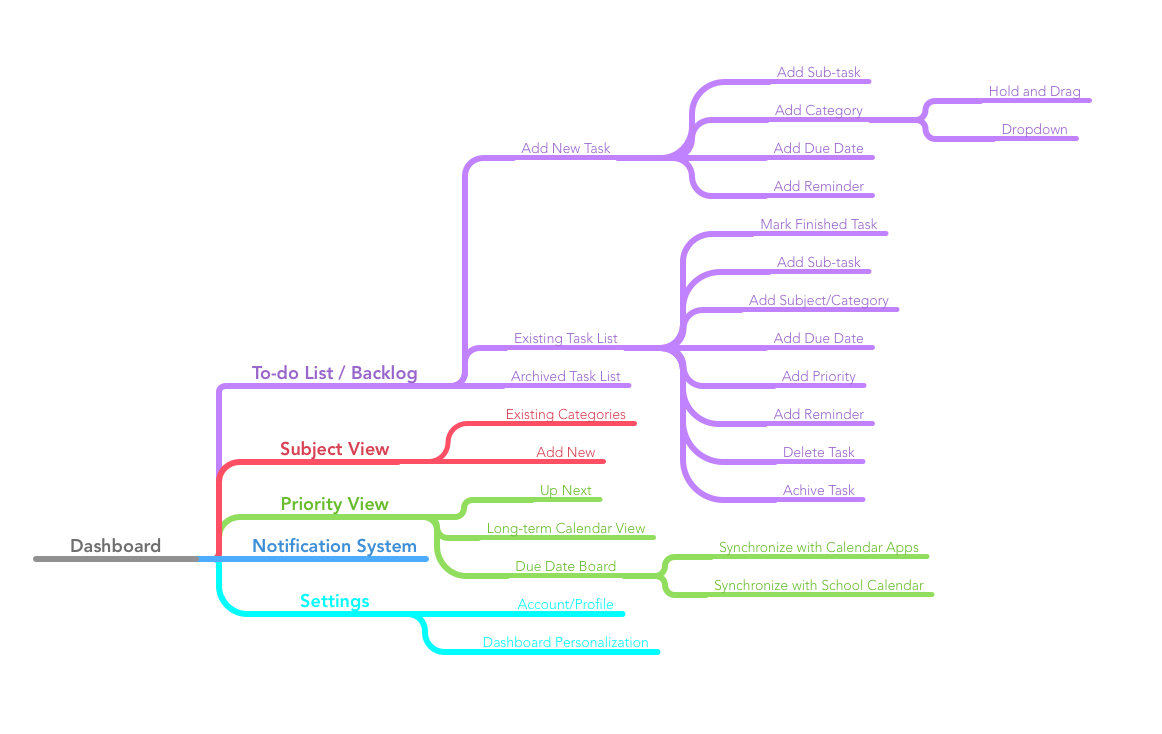 Add Sub-task
Hold and Drag
Add Category
Dropdown
Add New Task
Add Due Date
Add Reminder
Mark Finished Task
Add Sub-task
Add Subject/Category
Existing Task List
Add Due Date
To-do List / Backlog
Archived Task List
Add Priority
Existing Categories
Add Reminder
Subject View
Add New
Delete Task
Up Next
Achive Task
Priority View
Long-term Calendar View
Dashboard
Notification System
Synchronize with Calendar Apps
Due Date Board
Synchronize with School Calendar
Settings
Account/Profile
Dashboard Personalization